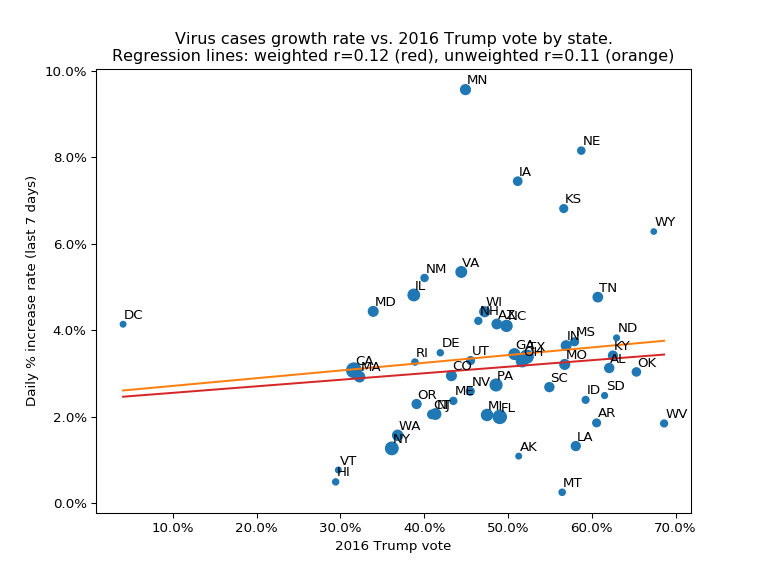 Virus cases growth rate vs. 2016 Trump vote by state.
Regression lines: weighted r=0.12 (red), unweighted r=0.11 (orange)
10.0%
8.0%
6.0%
4.0%
2.0%
0.0%
Daily % increase rate (last 7 days)
MN
NE
IA
KS
WY
NM
VA
IL
MD
DC
WI
NH
AZ
NC
TN
IN
MS
ND
DE
RI
UT
GA
TX
OH
KY
MO
AL
OK
CA
MA
CO
PA
NV
ME
SC
ID
SD
OR
CT
NJ
MI
FL
AR
WV
WA
NY
LA
AK
VT
HI
MT
10.0%
20.0%
30.0%
40.0%
50.0%
60.0%
70.0%
2016 Trump vote